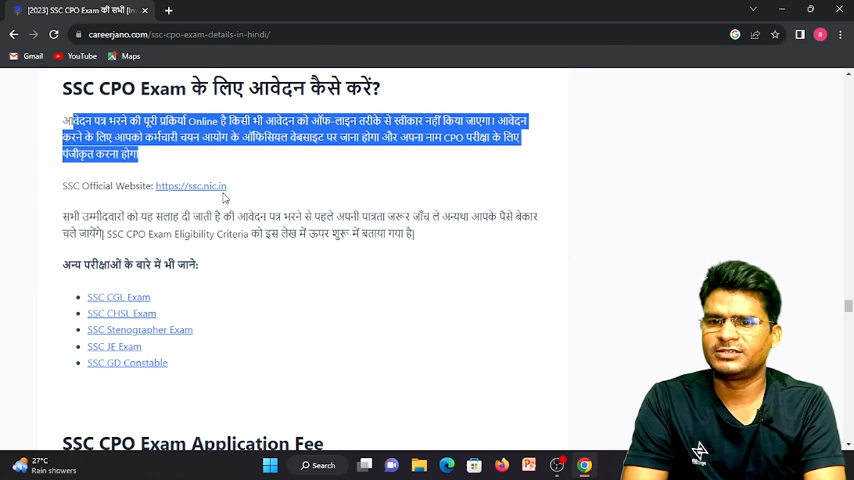 [2023] SSC CPO Exam की सभी [Im
careerjano.com/ssc-cpo-exam-details-in-hindi/
Gmail
YouTube
Maps
SSC CPO Exam के लिए आवेदन कैसे करें?
आवेदन पत्र भरने की पूरी प्रकिर्या Online है किसी भी आवेदन को ऑफ-लाइन तरीके से स्वीकार नहीं किया जाएगा। आवेदन
करने के लिए आपको कर्मचारी चयन आयोग के ऑफिसियल वेबसाइट पर जाना होगा और अपना नाम CPO परीक्षा के लिए
पंजीकृत करना होगा
SSC Official Website: https://ssc.nic.in
सभी उम्मीदवारों को यह सलाह दी जाती है की आवेदन पत्र भरने से पहले अपनी पात्रता जरूर जाँच ले अन्यथा आपके पैसे बेकार
चले जायेंगे| SSC CPO Exam Eligibility Criteria को इस लेख में ऊपर शुरू में बताया गया है|
अन्य परीक्षाओं के बारे में भी जाने:
SSC CGL Exam
SSC CHSL Exam
SSC Stenographer Exam
SSC JE Exam
SSC GD Constable
SSC CPO Exam Application Fee
27°C
Rain showers
Search